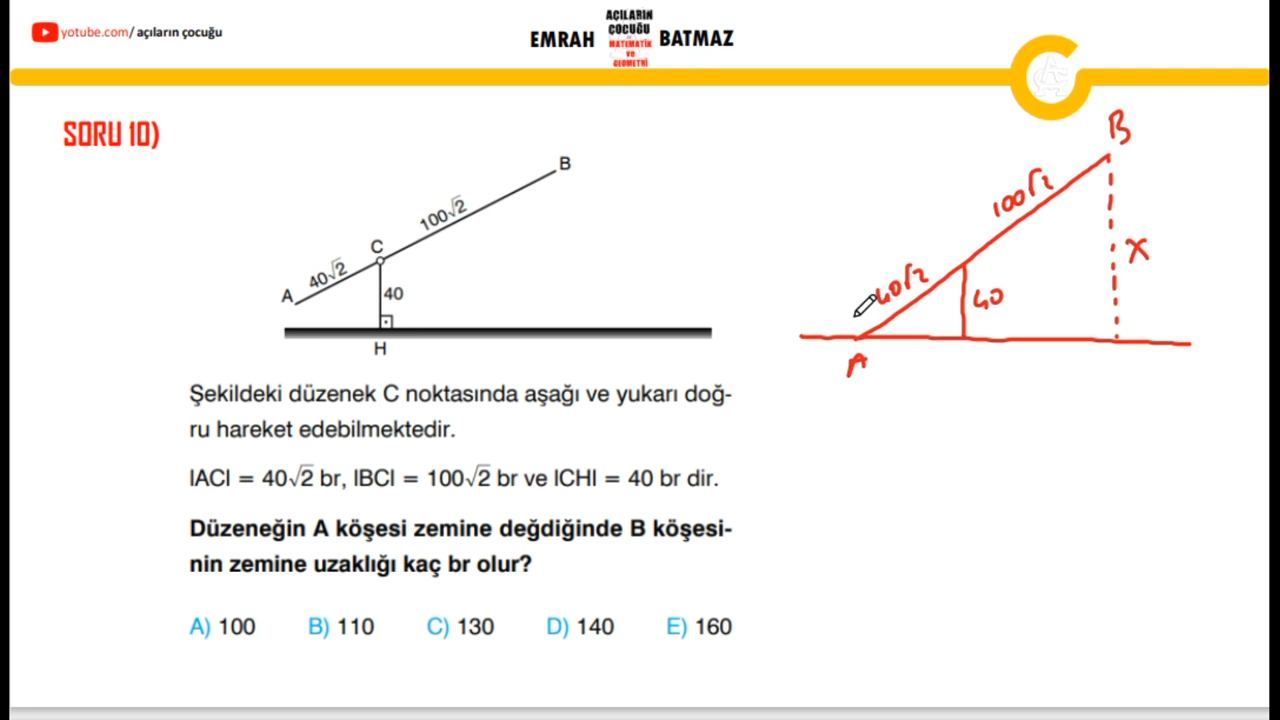 yotube.com/ açıların çocuğu
EMRAH
AÇILARIN
ÇOCUĞU
MATEMATİK
ve
GEOMETRİ
BATMAZ
SORU 10)
B
100√2
C
40√2
A
40
H
B
100√2
x
40√2
40
A
Şekildeki düzenek C noktasında aşağı ve yukarı doğ-
ru hareket edebilmektedir.
lACl = 40√2 br, lBCl = 100√2 br ve lCHl = 40 br dir.
Düzeneğin A köşesi zemine değdiğinde B köşesi-
nin zemine uzaklığı kaç br olur?
A) 100 B) 110 C) 130 D) 140 E) 160